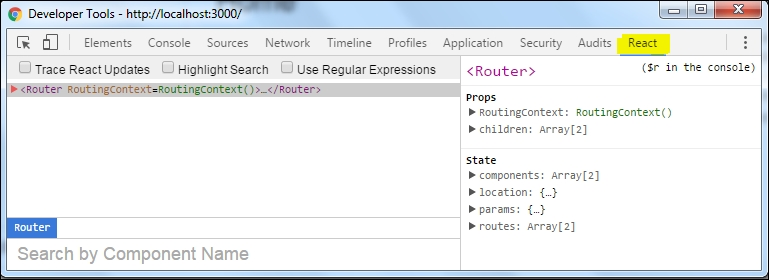 Developer Tools - http://localhost:3000/
Elements Console Sources Network Timeline Profiles Application Security Audits React
Trace React Updates Highlight Search Use Regular Expressions
<Router RoutingContext=RoutingContext()>…</Router>
Router
Search by Component Name
<Router> ($r in the console)
Props
RoutingContext: RoutingContext()
children: Array[2]
State
components: Array[2]
location: {…}
params: {…}
routes: Array[2]